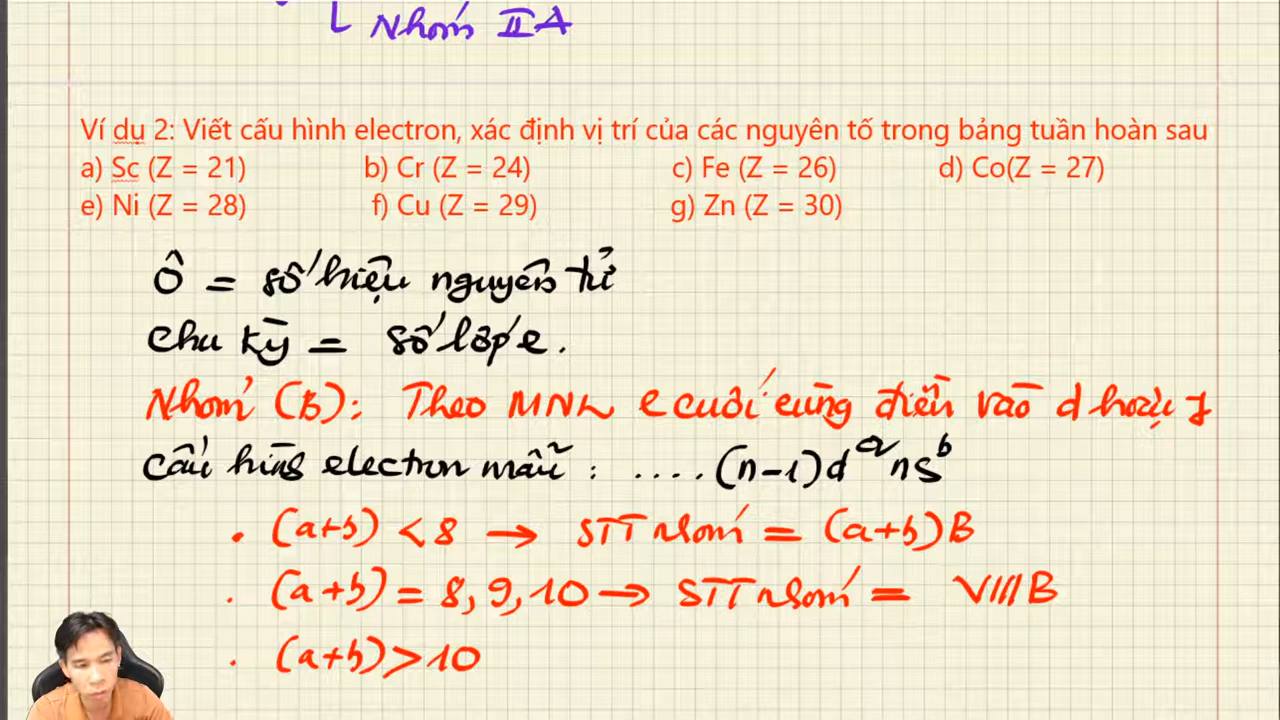 Nhóm IIA
Ví dụ 2: Viết cấu hình electron, xác định vị trí của các nguyên tố trong bảng tuần hoàn sau
a) Sc (Z = 21) b) Cr (Z = 24) c) Fe (Z = 26) d) Co(Z = 27)
e) Ni (Z = 28) f) Cu (Z = 29) g) Zn (Z = 30)
Ô = số hiệu nguyên tử
Chu kỳ = số lớp e.
Nhóm (B): Theo MNL e cuối cùng điền vào d hoặc f
Cấu hình electron mẫu : ....(n-1)dᵃnsᵇ
. (a+b) < 8 → STT nhóm = (a+b)B
. (a+b) = 8, 9, 10 → STT nhóm = VIIIB
. (a+b) > 10